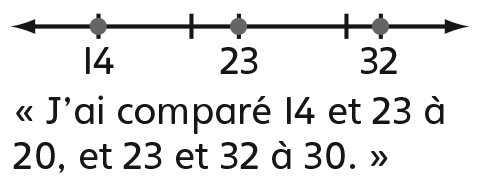 14 23 32
« J’ai comparé 14 et 23 à
20, et 23 et 32 à 30. »